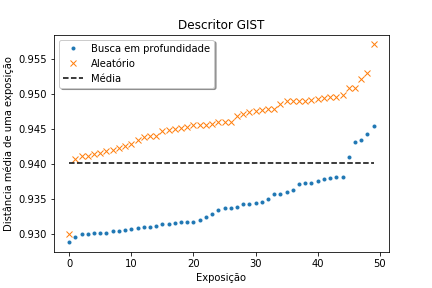 Descritor GIST
Busca em profundidade
Aleatório
Média
Distância média de uma exposição
0.955
0.950
0.945
0.940
0.935
0.930
0 10 20 30 40 50
Exposição